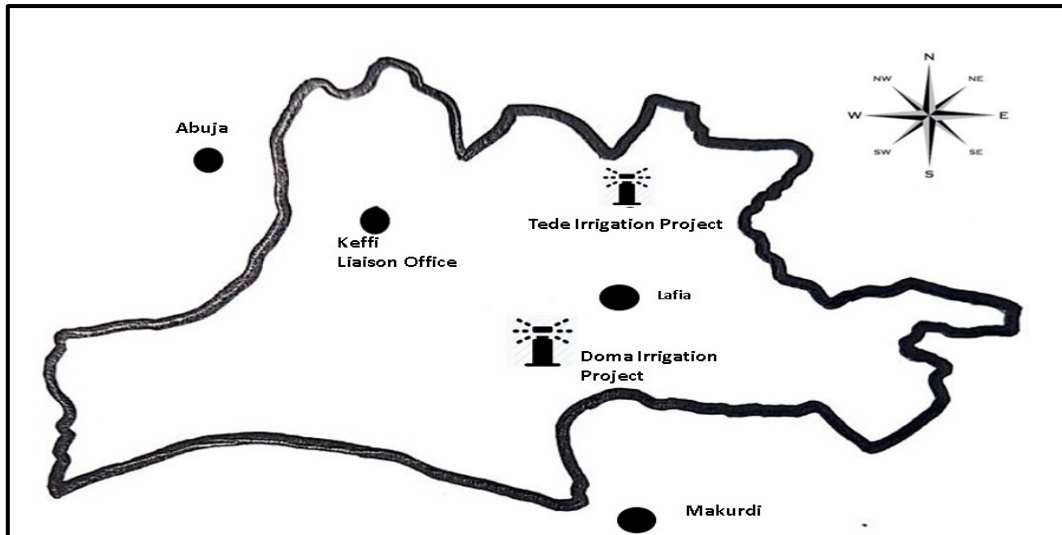 N
NW
NE
W
E
SW
SE
S
Abuja
Keffi
Liaison Office
Tede Irrigation Project
Lafia
Doma Irrigation
Project
Makurdi